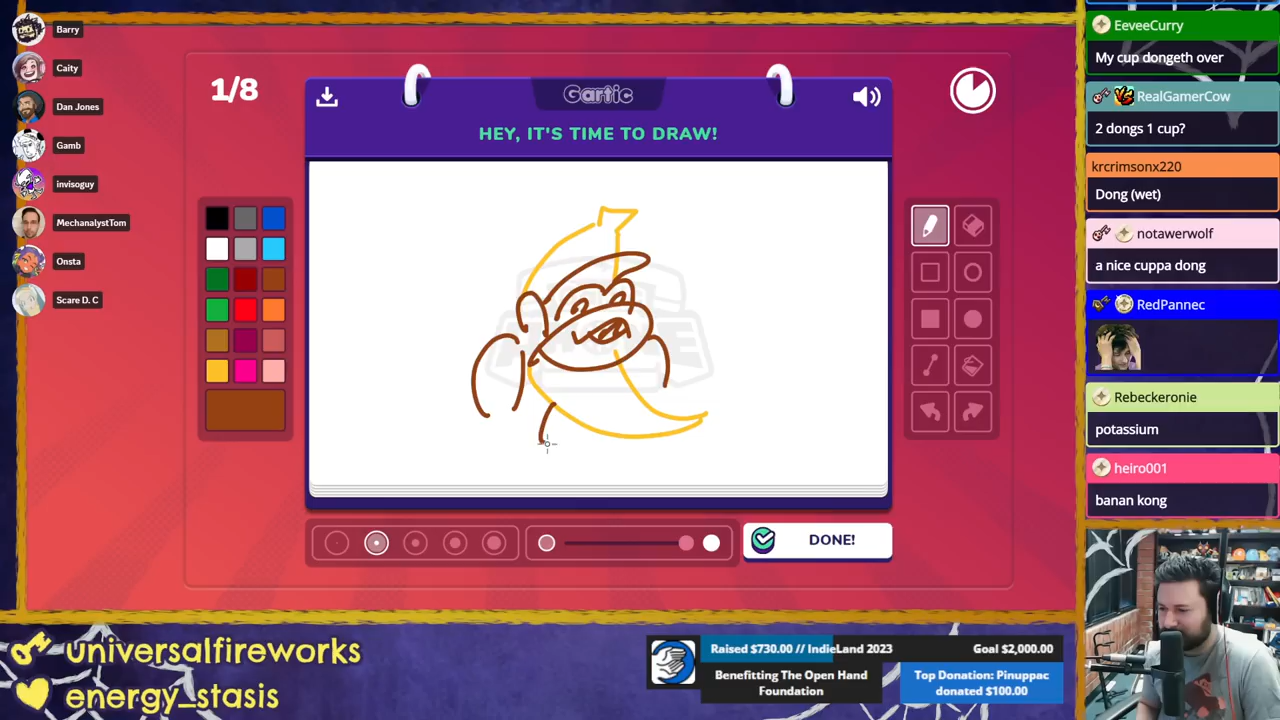 Barry
Caity
Dan Jones
Gamb
invisoguy
MechanalystTom
Onsta
Scare D. C
1/8
Gartic
HEY, IT'S TIME TO DRAW!
DONE!
EeveeCurry
My cup dongeth over
RealGamerCow
2 dongs 1 cup?
krcrimsonx220
Dong (wet)
notawerwolf
a nice cuppa dong
RedPannec
Rebeckeronie
potassium
heiro001
banan kong
universalfireworks
energy_stasis
Raised $730.00 // IndieLand 2023
Goal $2,000.00
Benefitting The Open Hand
Foundation
Top Donation: Pinuppac
donated $100.00